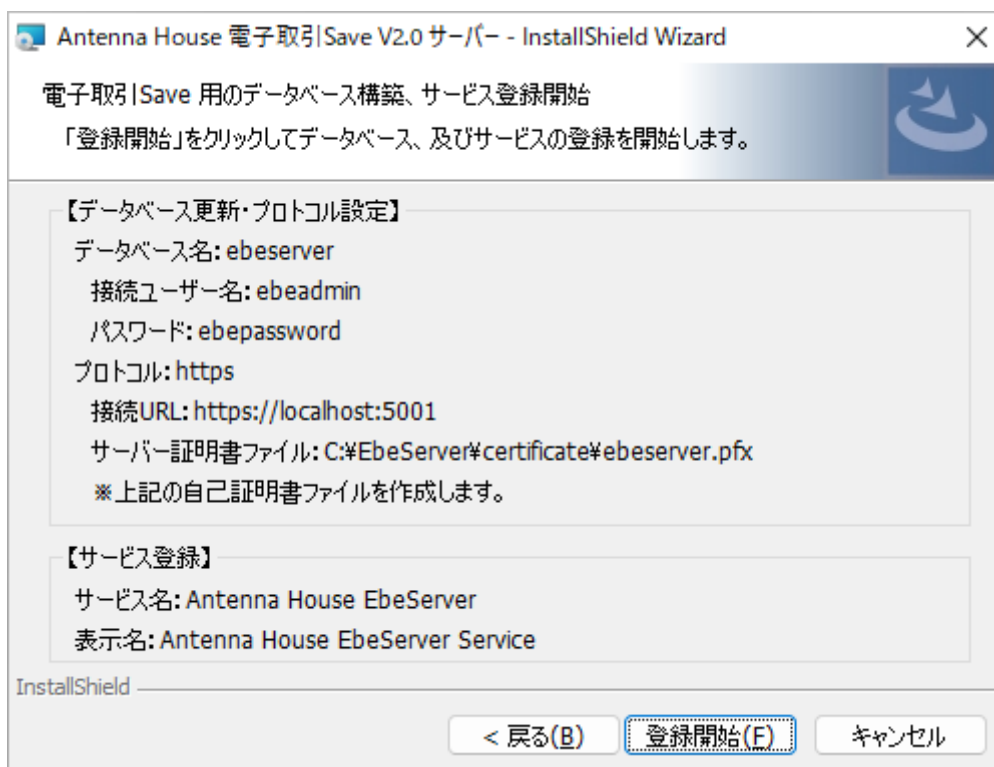 Antenna House 電子取引Save V2.0 サーバー - InstallShield Wizard
電子取引Save 用のデータベース構築、サービス登録開始
「登録開始」をクリックしてデータベース、及びサービスの登録を開始します。
【データベース更新・プロトコル設定】
データベース名: ebeserver
接続ユーザー名: ebeadmin
パスワード: ebepassword
プロトコル: https
接続URL: https://localhost:5001
サーバー証明書ファイル: C:¥EbeServer¥certificate¥ebeserver.pfx
※上記の自己証明書ファイルを作成します。
【サービス登録】
サービス名: Antenna House EbeServer
表示名: Antenna House EbeServer Service
InstallShield
< 戻る(B) 登録開始(F) キャンセル